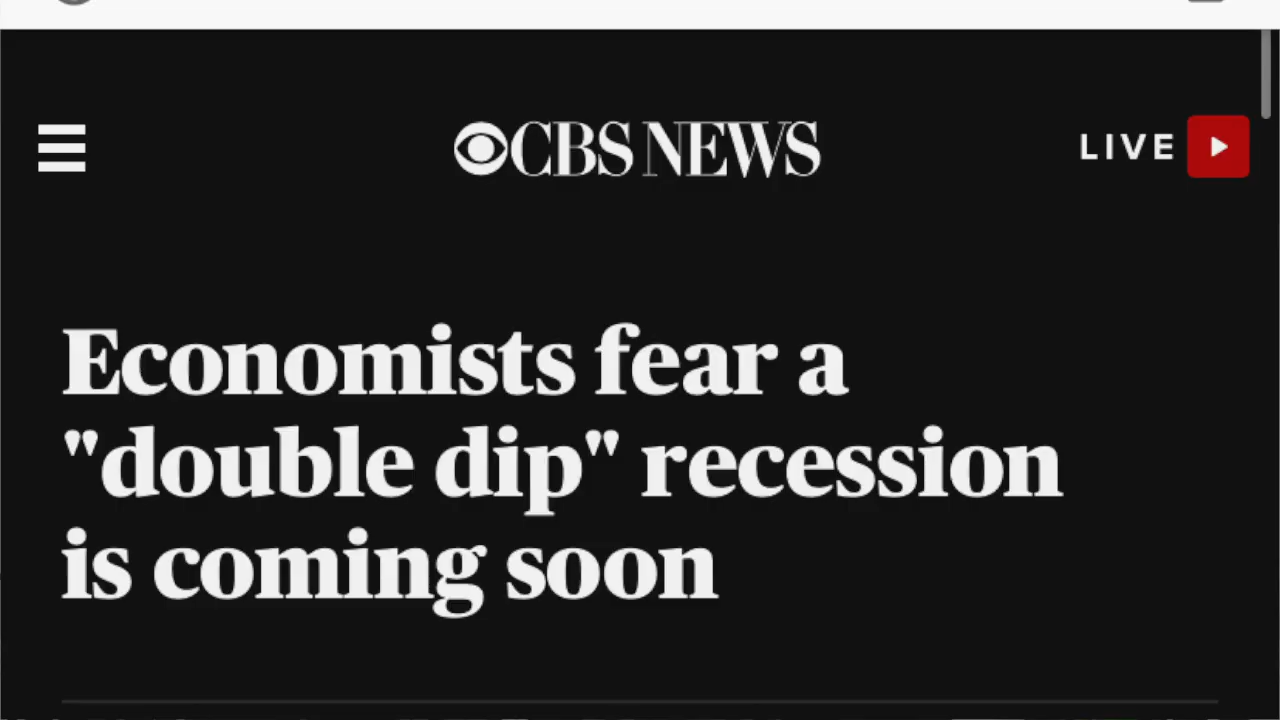 CBS NEWS
LIVE
Economists fear a
"double dip" recession
is coming soon